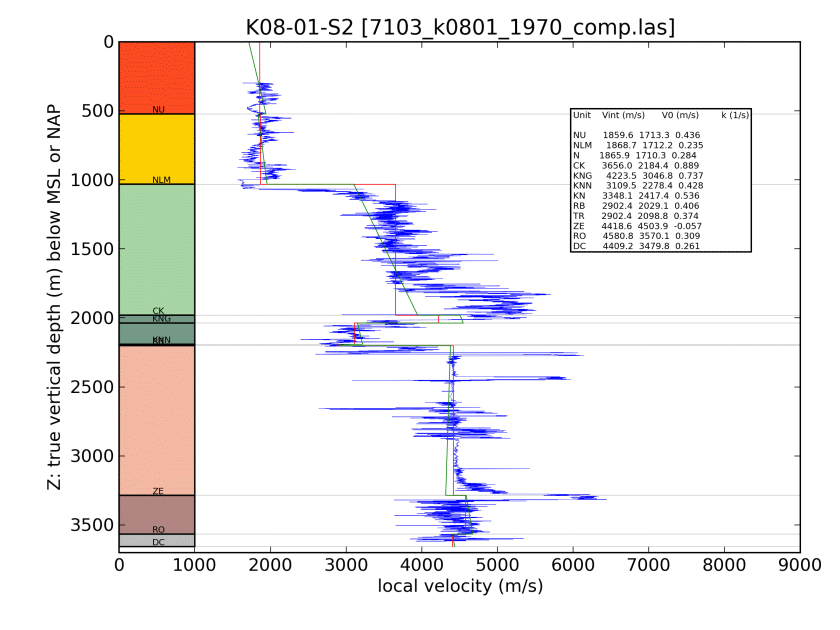 K08-01-S2 [7103_k0801_1970_comp.las]
Z: true vertical depth (m) below MSL or NAP
0
500
1000
1500
2000
2500
3000
3500
NU
NLM
CK
KNG
KNN
ZE
RO
DC
Unit Vint (m/s) V0 (m/s) k (1/s)
NU 1859.6 1713.3 0.436
NLM 1868.7 1712.2 0.235
N 1865.9 1710.3 0.284
CK 3656.0 2184.4 0.889
KNG 4223.5 3046.8 0.737
KNN 3109.5 2278.4 0.428
KN 3348.1 2417.4 0.536
RB 2902.4 2029.1 0.406
TR 2902.4 2098.8 0.374
ZE 4418.6 4503.9 -0.057
RO 4580.8 3570.1 0.309
DC 4409.2 3479.8 0.261
0 1000 2000 3000 4000 5000 6000 7000 8000 9000
local velocity (m/s)